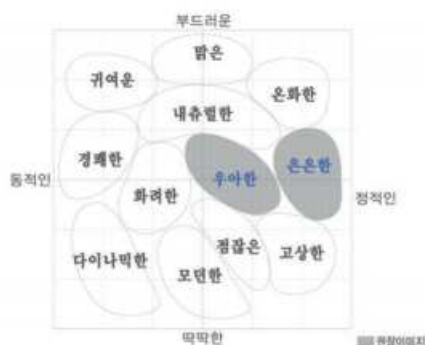 부드러운
맑은
귀여운
온화한
내츄럴한
경쾌한
우아한
은은한
동적인
화려한
정적인
점잖은
고상한
다이나믹한
모던한
딱딱한